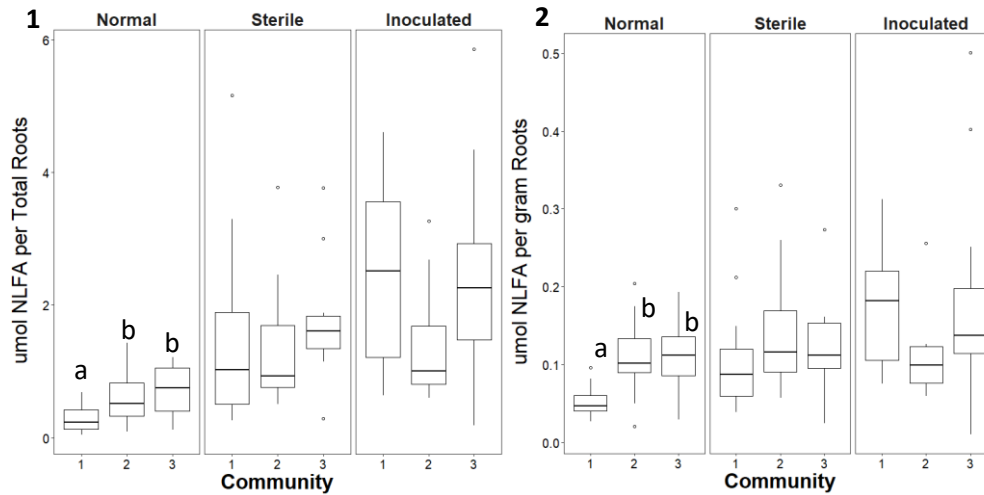 1
Normal Sterile Inoculated
umol NLFA per Total Roots
6
4
2
0
a b b
1 2 3 1 2 3 1 2 3
Community
2
Normal Sterile Inoculated
umol NLFA per gram Roots
0.5
0.4
0.3
0.2
0.1
0.0
a b b
1 2 3 1 2 3 1 2 3
Community